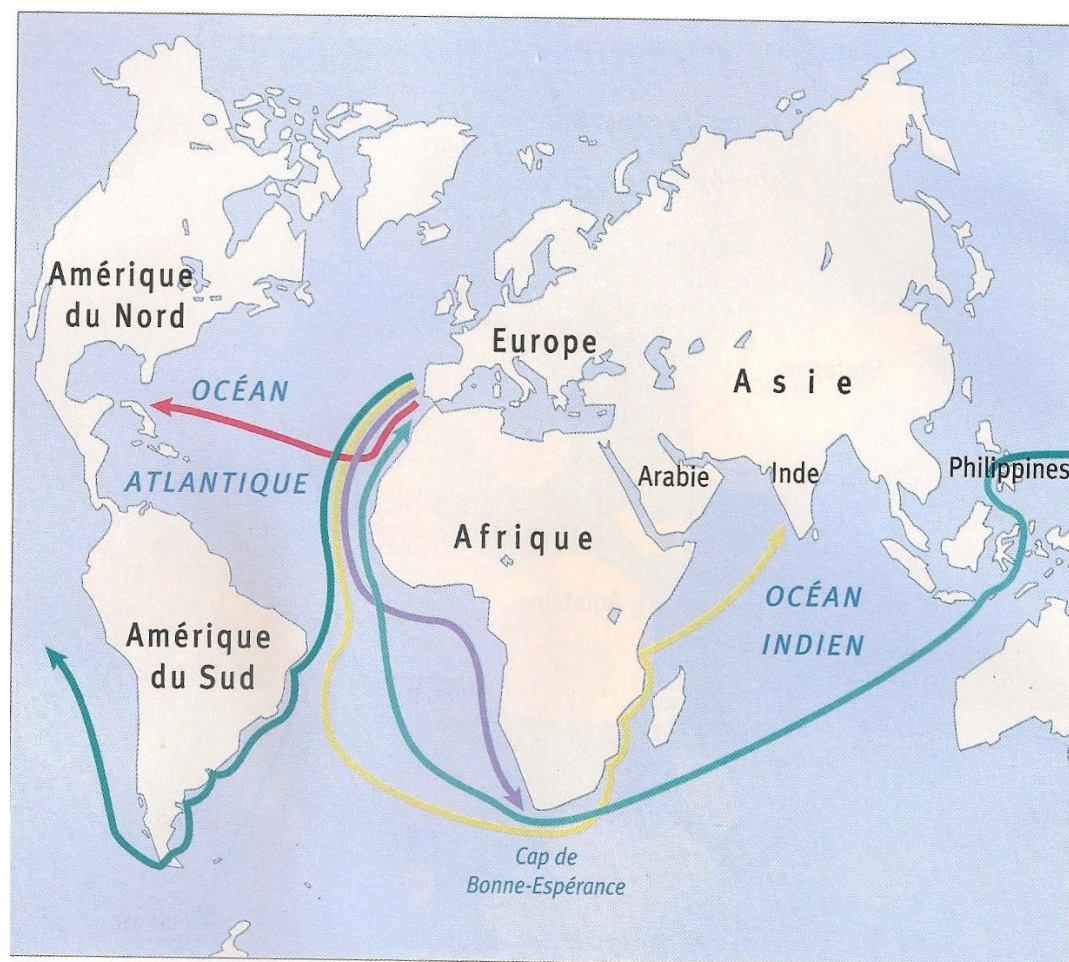 Amérique
du Nord
Europe
Asie
OCÉAN
ATLANTIQUE
Arabie
Inde
Philippines
Afrique
OCÉAN
INDIEN
Amérique
du Sud
Cap de
Bonne-Espérance